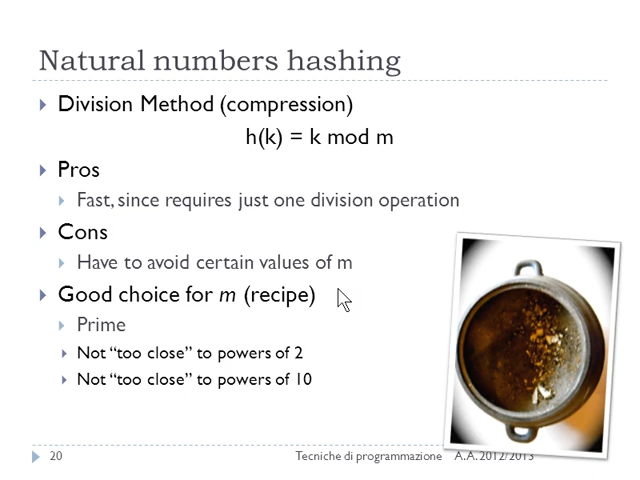 Natural numbers hashing
Division Method (compression)
h(k) = k mod m
Pros
Fast, since requires just one division operation
Cons
Have to avoid certain values of m
Good choice for m (recipe)
Prime
Not “too close” to powers of 2
Not “too close” to powers of 10
20 Tecniche di programmazione A.A. 2012/2013